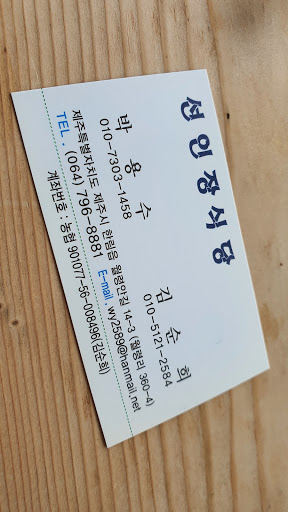 선인장식당
박용수
010-7303-1458
김순희
010-5121-2584
제주특별자치도 제주시 한림읍 월령안길 14-3 (월령리 360-4)
TEL . (064) 796-8881 E-mail . wy2589@hanmail.net
계좌번호 : 농협 901077-56-008496(김순희)